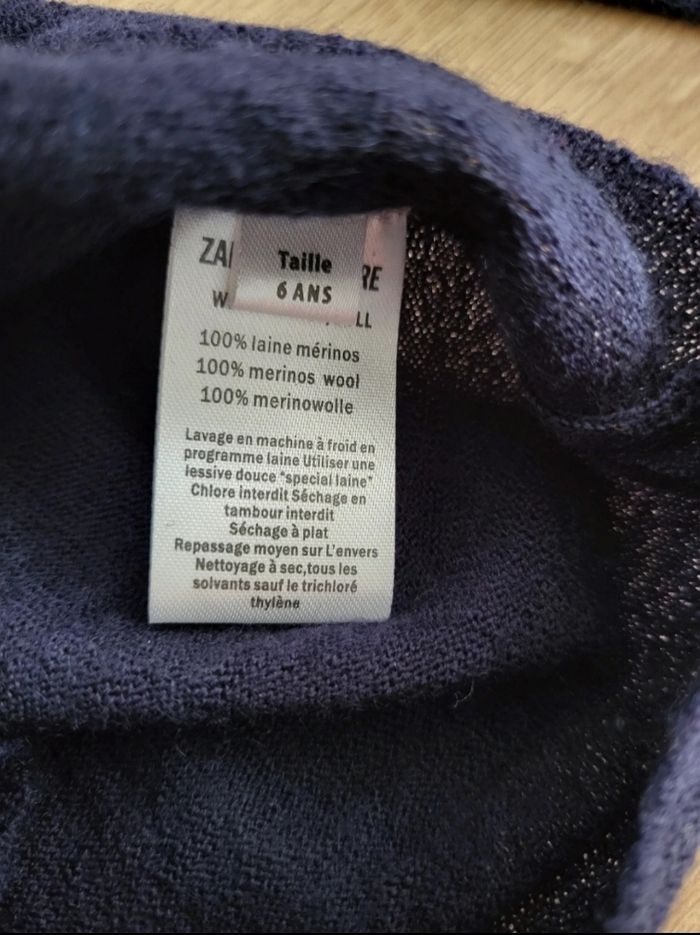 Taille
6 ANS
100% laine mérinos
100% merinos wool
100% merinowolle
Lavage en machine à froid en
programme laine Utiliser une
lessive douce "special laine"
Chlore interdit Séchage en
tambour interdit
Séchage à plat
Repassage moyen sur L'envers
Nettoyage à sec,tous les
solvants sauf le trichloré
thylène